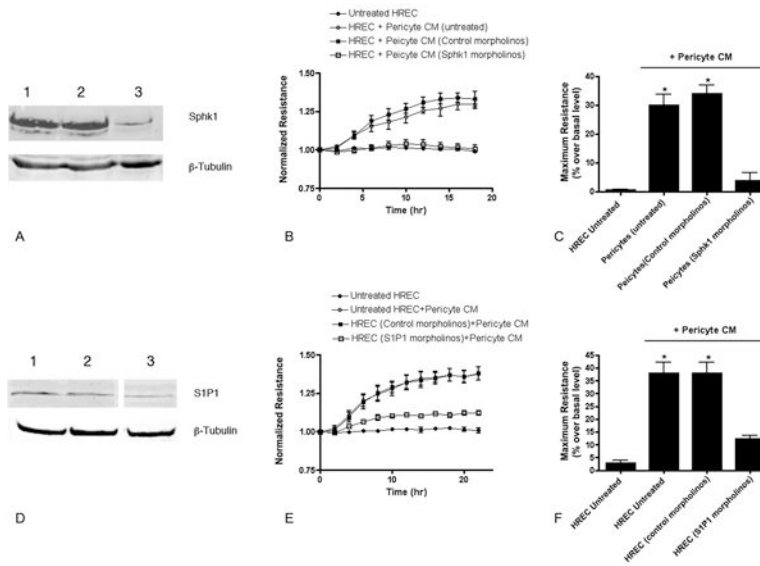 Untreated HREC
HREC + Pericyte CM (untreated)
HREC + Peicyte CM (Control morpholinos)
HREC + Peicyte CM (Sphk1 morpholinos)
1 2 3
Sphk1
β-Tubulin
A
Normalized Resistance
1.50
1.25
1.00
0.75
0 5 10 15 20
Time (hr)
B
+ Pericyte CM
Maximum Resistance
(% over basal level)
40
30
20
10
0
* *
HREC Untreated
Pericytes (untreated)
Peicytes(Control morpholinos)
Peicytes (Sphk1 morpholinos)
C
Untreated HREC
Untreated HREC+Pericyte CM
HREC (Control morpholinos)+Pericyte CM
HREC (S1P1 morpholinos)+Pericyte CM
1 2 3
S1P1
β-Tubulin
D
Normalized Resistance
1.50
1.25
1.00
0.75
0 10 20
Time (hr)
E
+ Pericyte CM
Maximum Resistance
(% over basal level)
45
40
35
30
25
20
15
10
5
0
* *
HREC Untreated
HREC Untreated
HREC (control morpholinos)
HREC (S1P1 morpholinos)
F